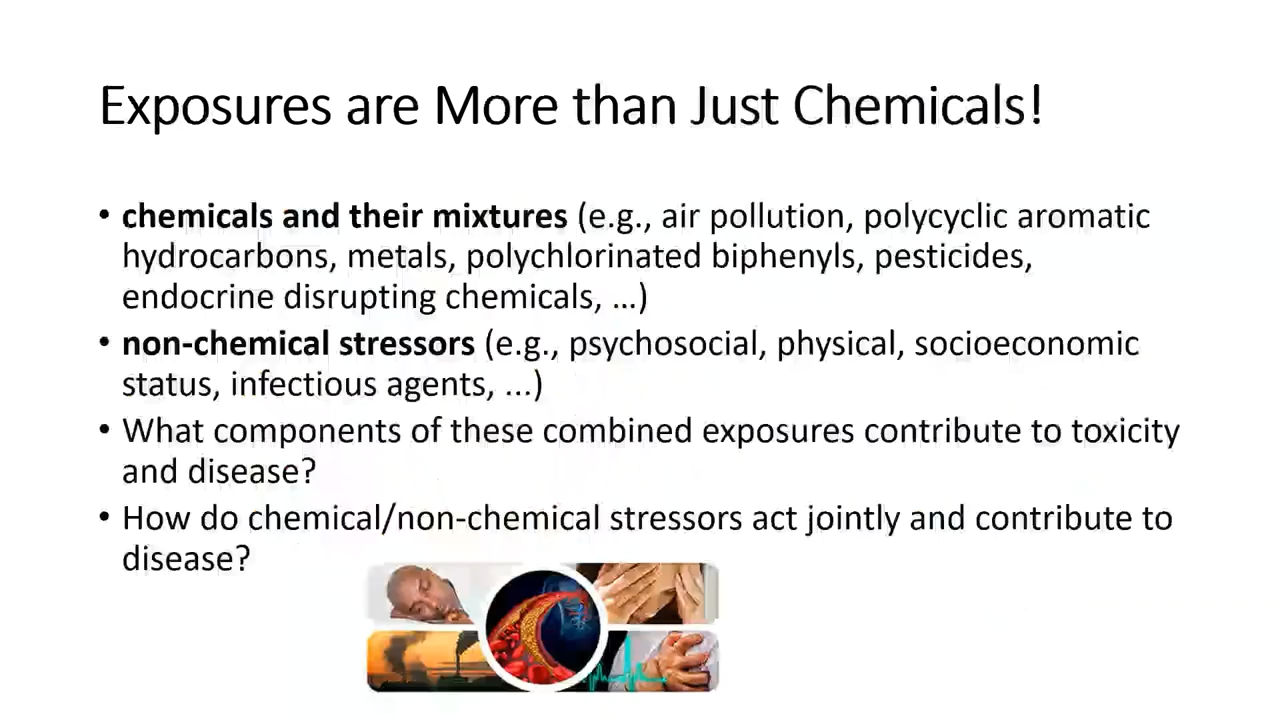 Exposures are More than Just Chemicals!
• chemicals and their mixtures (e.g., air pollution, polycyclic aromatic
hydrocarbons, metals, polychlorinated biphenyls, pesticides,
endocrine disrupting chemicals, …)
• non-chemical stressors (e.g., psychosocial, physical, socioeconomic
status, infectious agents, ...)
• What components of these combined exposures contribute to toxicity
and disease?
• How do chemical/non-chemical stressors act jointly and contribute to
disease?